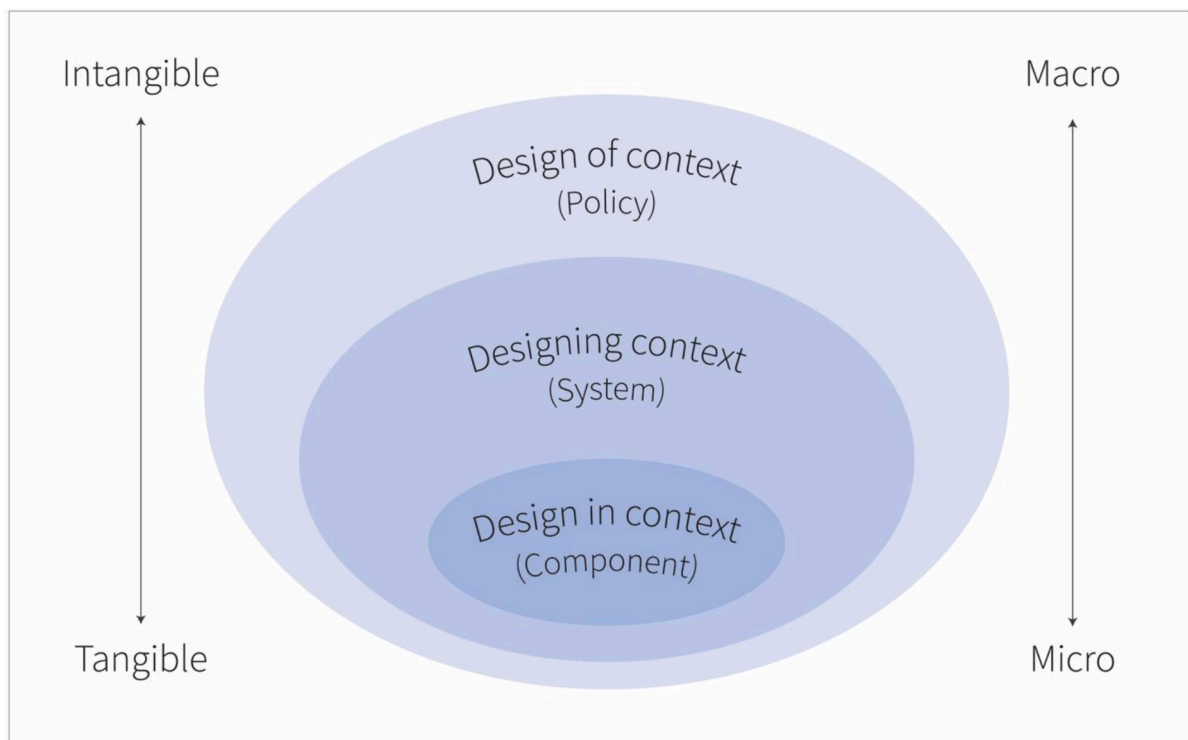 Intangible
Macro
Design of context
(Policy)
Designing context
(System)
Design in context
(Component)
Tangible
Micro